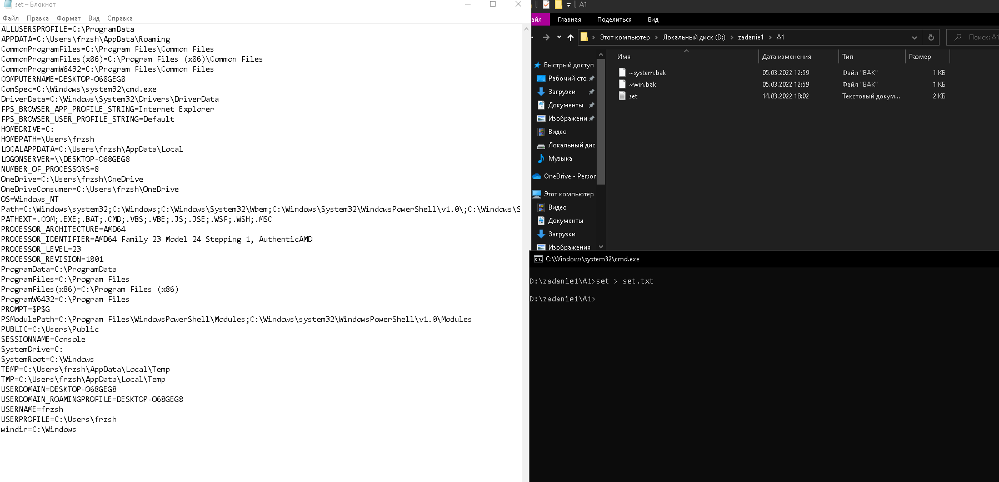 set – Блокнот
Файл Правка Формат Вид Справка
ALLUSERSPROFILE=C:\ProgramData
APPDATA=C:\Users\frzsh\AppData\Roaming
CommonProgramFiles=C:\Program Files\Common Files
CommonProgramFiles(x86)=C:\Program Files (x86)\Common Files
CommonProgramW6432=C:\Program Files\Common Files
COMPUTERNAME=DESKTOP-O68GEG8
ComSpec=C:\Windows\system32\cmd.exe
DriverData=C:\Windows\System32\Drivers\DriverData
FPS_BROWSER_APP_PROFILE_STRING=Internet Explorer
FPS_BROWSER_USER_PROFILE_STRING=Default
HOMEDRIVE=C:
HOMEPATH=\Users\frzsh
LOCALAPPDATA=C:\Users\frzsh\AppData\Local
LOGONSERVER=\\DESKTOP-O68GEG8
NUMBER_OF_PROCESSORS=8
OneDrive=C:\Users\frzsh\OneDrive
OneDriveConsumer=C:\Users\frzsh\OneDrive
OS=Windows_NT
Path=C:\Windows\system32;C:\Windows;C:\Windows\System32\Wbem;C:\Windows\System32\WindowsPowerShell\v1.0\;C:\Windows\S
PATHEXT=.COM;.EXE;.BAT;.CMD;.VBS;.VBE;.JS;.JSE;.WSF;.WSH;.MSC
PROCESSOR_ARCHITECTURE=AMD64
PROCESSOR_IDENTIFIER=AMD64 Family 23 Model 24 Stepping 1, AuthenticAMD
PROCESSOR_LEVEL=23
PROCESSOR_REVISION=1801
ProgramData=C:\ProgramData
ProgramFiles=C:\Program Files
ProgramFiles(x86)=C:\Program Files (x86)
ProgramW6432=C:\Program Files
PROMPT=$P$G
PSModulePath=C:\Program Files\WindowsPowerShell\Modules;C:\Windows\system32\WindowsPowerShell\v1.0\Modules
PUBLIC=C:\Users\Public
SESSIONNAME=Console
SystemDrive=C:
SystemRoot=C:\Windows
TEMP=C:\Users\frzsh\AppData\Local\Temp
TMP=C:\Users\frzsh\AppData\Local\Temp
USERDOMAIN=DESKTOP-O68GEG8
USERDOMAIN_ROAMINGPROFILE=DESKTOP-O68GEG8
USERNAME=frzsh
USERPROFILE=C:\Users\frzsh
windir=C:\Windows
A1
айл Главная Поделиться Вид
Этот компьютер > Локальный диск (D:) > zadanie1 > A1
Поиск: A1
Имя Дата изменения Тип Размер
~system.bak 05.03.2022 12:59 Файл "BAK" 1 КБ
~win.bak 05.03.2022 12:59 Файл "BAK" 1 КБ
set 14.03.2022 18:02 Текстовый докум... 2 КБ
Быстрый доступ
Рабочий сто.
Загрузки
Документы
Изображени
Видео
Локальный дис
Музыка
OneDrive - Person
Этот компьютер
Видео
Документы
Загрузки
Изображения
C:\Windows\system32\cmd.exe
D:\zadanie1\A1>set > set.txt
D:\zadanie1\A1>